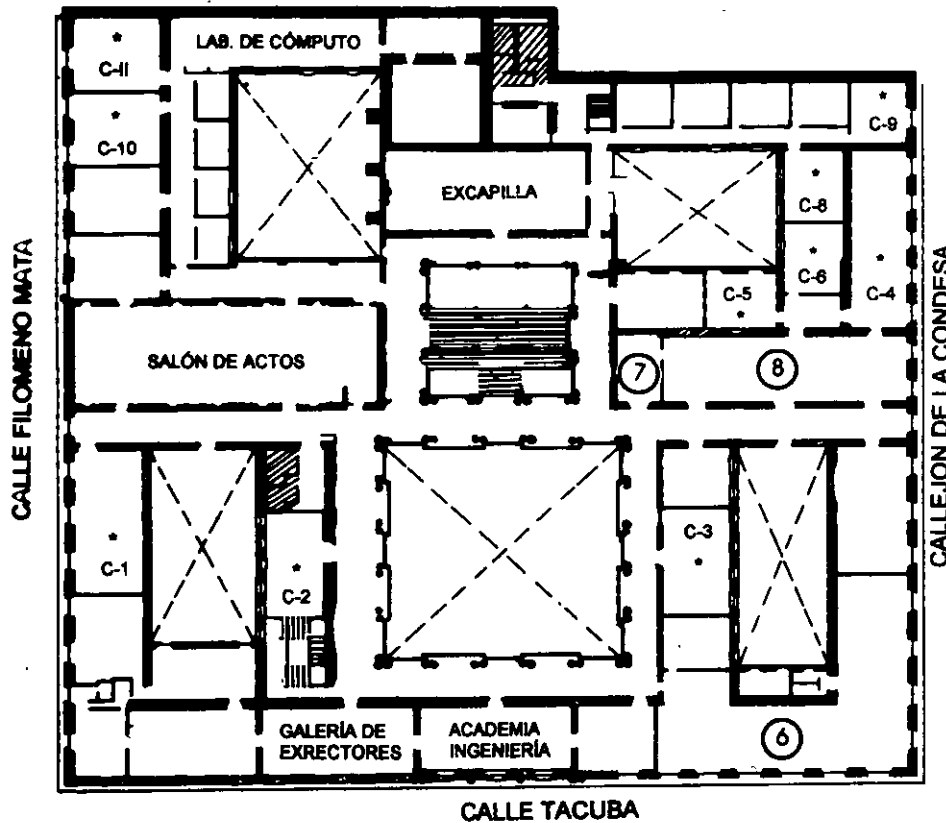 LAB. DE CÓMPUTO
*
C-II
*
C-10
*
C-9
EXCAPILLA
*
C-8
*
C-6
*
C-4
C-5
*
SALÓN DE ACTOS
7
8
CALLE FILOMENO MATA
CALLEJON DE LA CONDESA
*
C-1
*
C-2
C-3
*
GALERÍA DE
EXRECTORES
ACADEMIA
INGENIERÍA
6
CALLE TACUBA